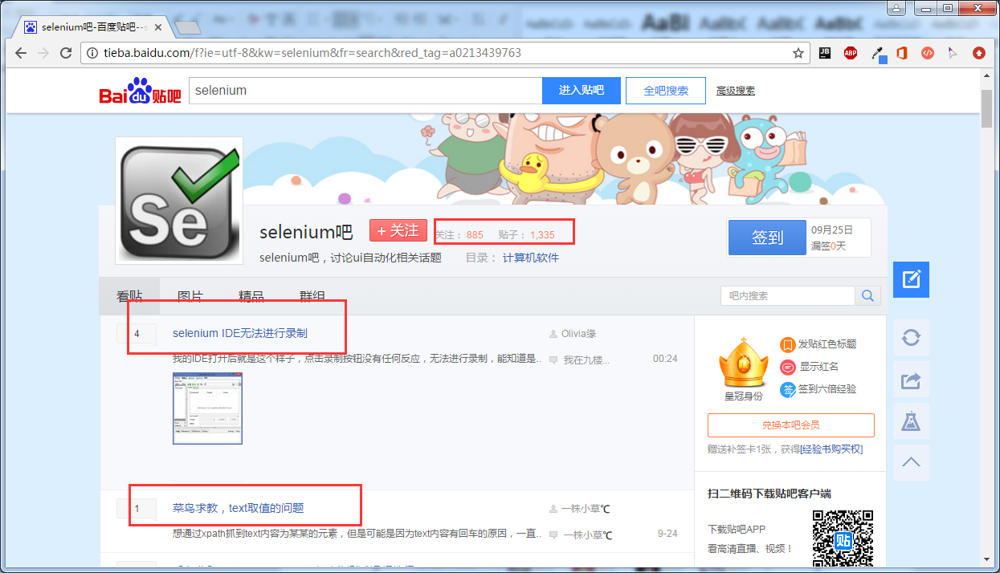 selenium吧-百度贴吧--s
tieba.baidu.com/f?ie=utf-8&kw=selenium&fr=search&red_tag=a0213439763
JB
ABP
Bai du 贴吧
selenium
进入贴吧
全吧搜索
高级搜索
Se
selenium吧
+ 关注
关注： 885 贴子： 1,335
签到
09月25日
漏签0天
selenium吧，讨论ui自动化相关话题
目录： 计算机软件
看贴
图片
精品
群组
吧内搜索
4
selenium IDE无法进行录制
Olivia缘
我的IDE打开后就是这个样子，点击录制按钮没有任何反应，无法进行录制，能知道是..
我在九楼...
00:24
发贴红色标题
显示红名
签到六倍经验
签
皇冠身份
兑换本吧会员
赠送补签卡1张，获得[经验书购买权]
1
菜鸟求教，text取值的问题
一株小草℃
想通过xpath抓到text内容为某某的元素，但是可能是因为text内容有回车的原因，一直..
一株小草℃
9-24
扫二维码下载贴吧客户端
下载贴吧APP
看高清直播、视频！
贴